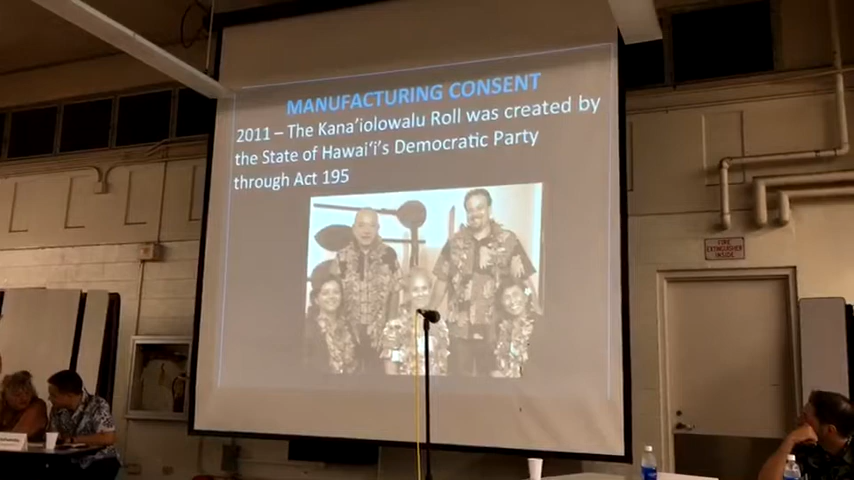 MANUFACTURING CONSENT
2011 – The Kana'iolowalu Roll was created by
the State of Hawai'i's Democratic Party
through Act 195
FIRE
EXTINGUISHER
INSIDE